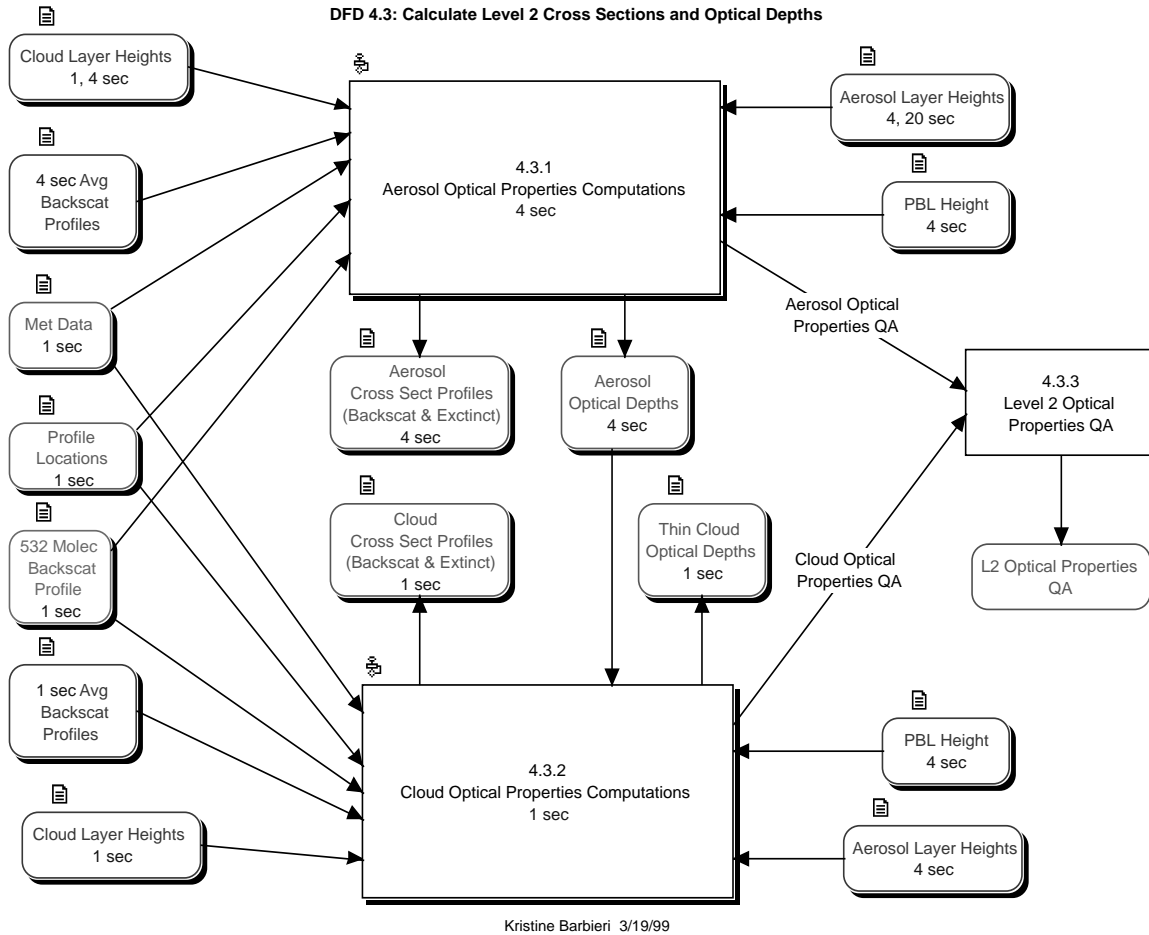 DFD 4.3: Calculate Level 2 Cross Sections and Optical Depths
Cloud Layer Heights
1, 4 sec
4 sec Avg
Backscat
Profiles
Met Data
1 sec
Profile
Locations
1 sec
532 Molec
Backscat
Profile
1 sec
1 sec Avg
Backscat
Profiles
Cloud Layer Heights
1 sec
4.3.1
Aerosol Optical Properties Computations
4 sec
Aerosol Layer Heights
4, 20 sec
PBL Height
4 sec
Aerosol Optical
Properties QA
Aerosol
Cross Sect Profiles
(Backscat & Exctinct)
4 sec
Aerosol
Optical Depths
4 sec
4.3.3
Level 2 Optical
Properties QA
Cloud
Cross Sect Profiles
(Backscat & Extinct)
1 sec
Thin Cloud
Optical Depths
1 sec
Cloud Optical
Properties QA
L2 Optical Properties
QA
4.3.2
Cloud Optical Properties Computations
1 sec
PBL Height
4 sec
Aerosol Layer Heights
4 sec
Kristine Barbieri 3/19/99